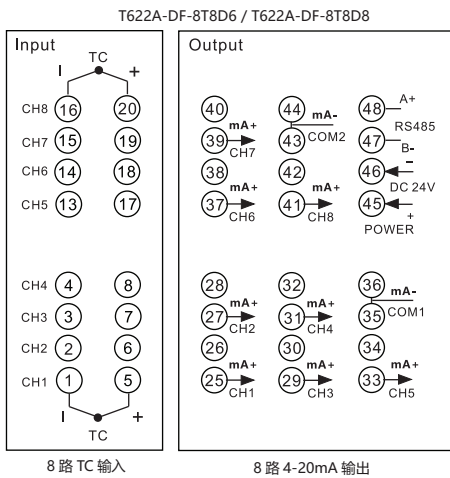 T622A-DF-8T8D6 / T622A-DF-8T8D8
Input
TC
I +
CH8 16 20
CH7 15 19
CH6 14 18
CH5 13 17
CH4 4 8
CH3 3 7
CH2 2 6
CH1 1 5
I +
TC
8 路 TC 输入
Output
40 44 mA- 48 A+
RS485
39 mA+ CH7 43 COM2 47 B-
38 42 46 -
DC 24V
37 mA+ CH6 41 mA+ CH8 45 +
POWER
28 32 36 mA-
27 mA+ CH2 31 mA+ CH4 35 COM1
26 30 34
25 mA+ CH1 29 mA+ CH3 33 mA+ CH5
8 路 4-20mA 输出